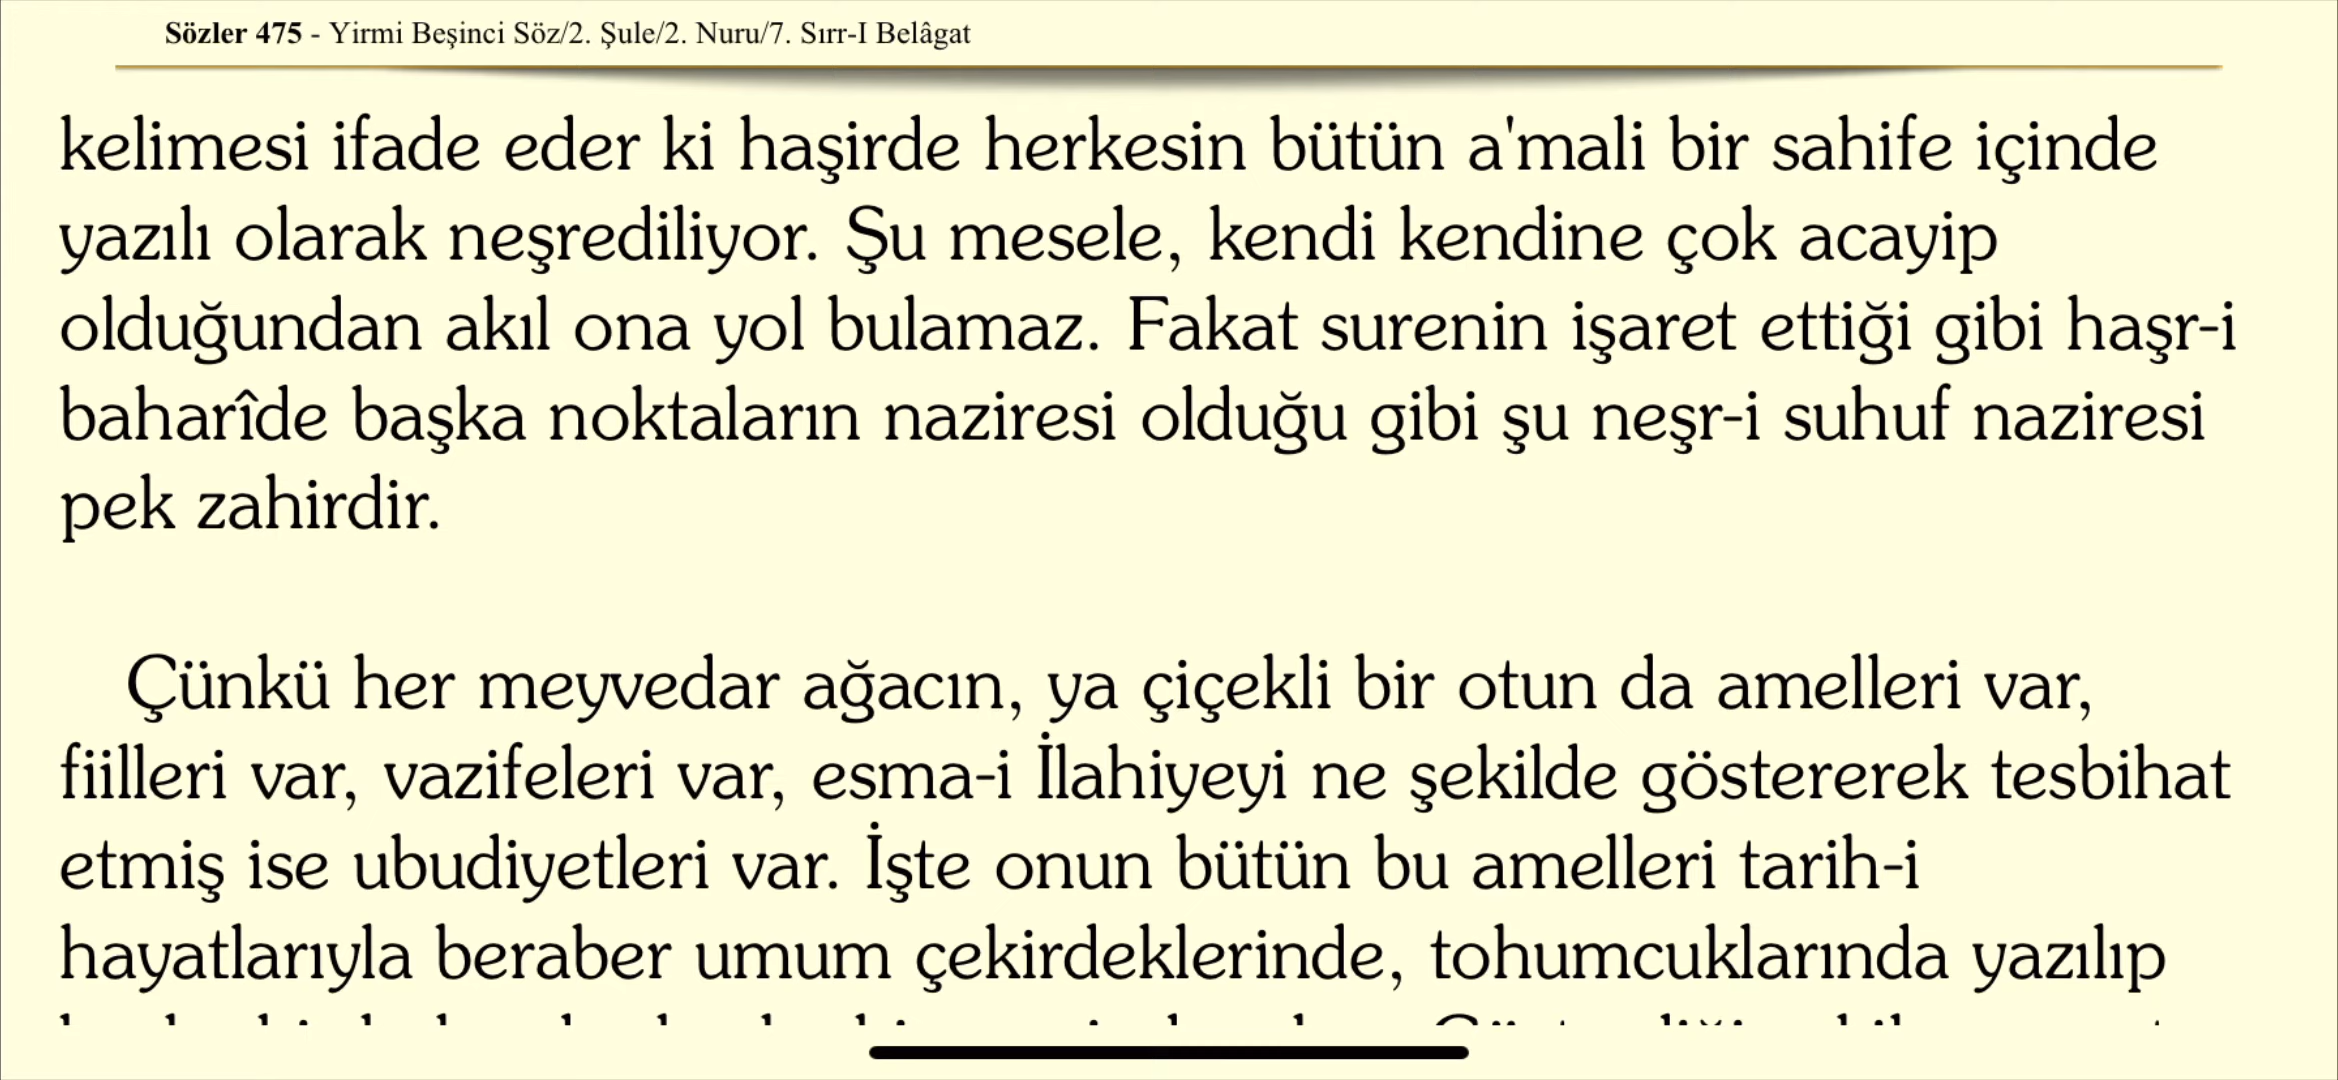 Sözler 475 - Yirmi Beşinci Söz/2. Şule/2. Nuru/7. Sırr-I Belâgat
kelimesi ifade eder ki haşirde herkesin bütün a'mali bir sahife içinde
yazılı olarak neşrediliyor. Şu mesele, kendi kendine çok acayip
olduğundan akıl ona yol bulamaz. Fakat surenin işaret ettiği gibi haşr-i
baharîde başka noktaların naziresi olduğu gibi şu neşr-i suhuf naziresi
pek zahirdir.
Çünkü her meyvedar ağacın, ya çiçekli bir otun da amelleri var,
fiilleri var, vazifeleri var, esma-i İlahiyeyi ne şekilde göstererek tesbihat
etmiş ise ubudiyetleri var. İşte onun bütün bu amelleri tarih-i
hayatlarıyla beraber umum çekirdeklerinde, tohumcuklarında yazılıp